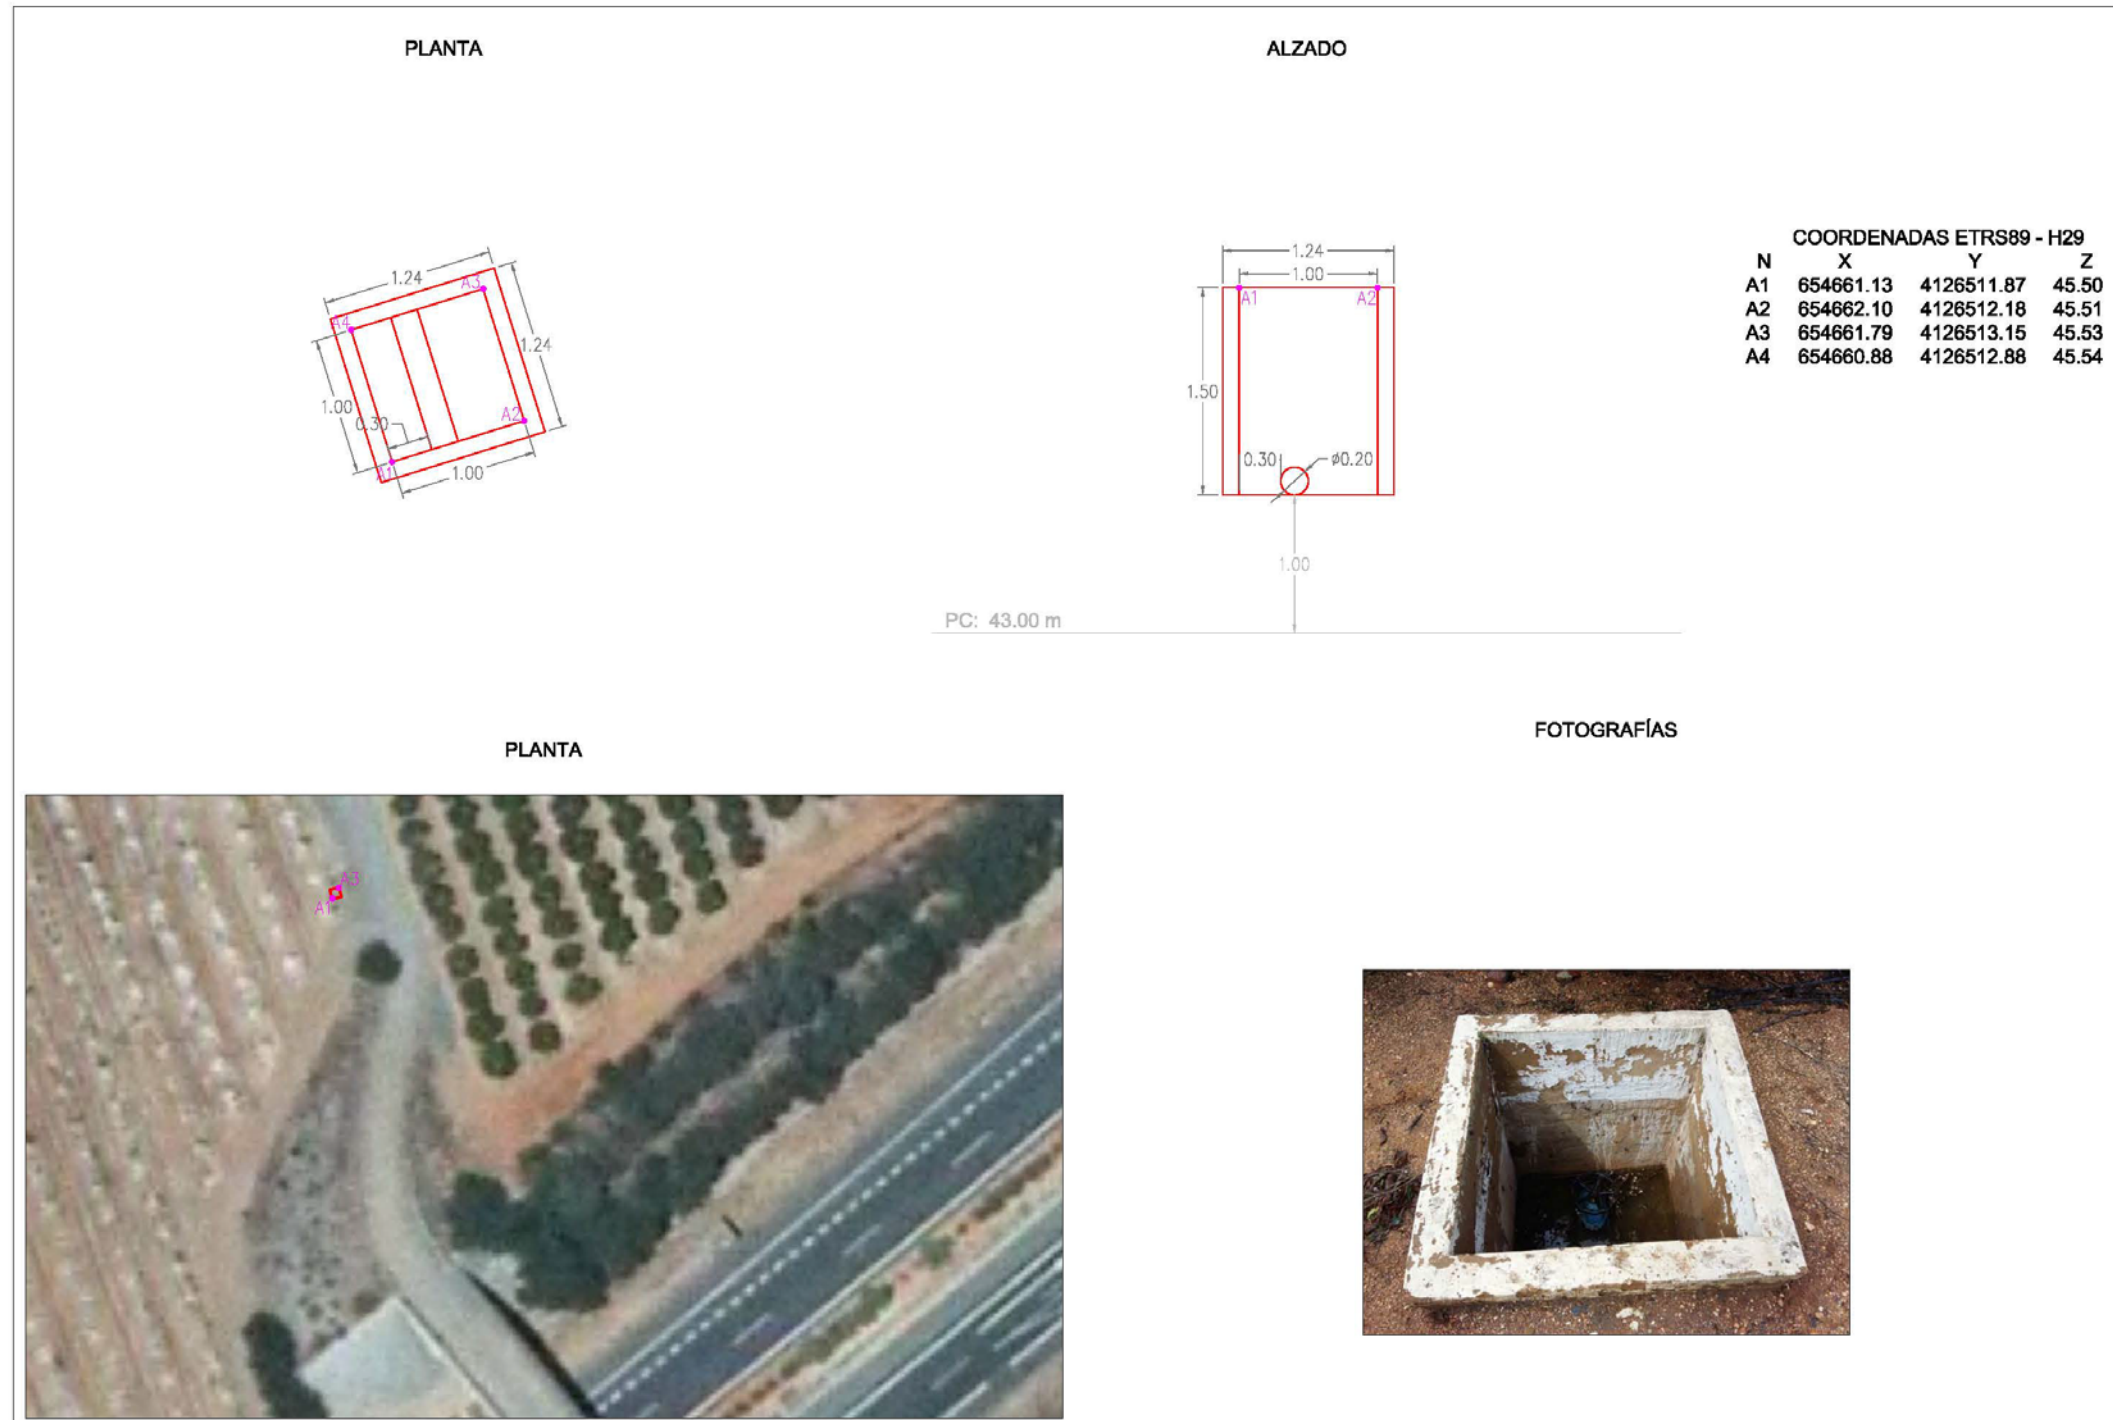 PLANTA
1.24
A3
A4
1.24
1.00
0.30
A2
A1
1.00
ALZADO
1.24
1.00
A1
A2
1.50
0.30
ø0.20
1.00
PC: 43.00 m
COORDENADAS ETRS89 - H29
N X Y Z
A1 654661.13 4126511.87 45.50
A2 654662.10 4126512.18 45.51
A3 654661.79 4126513.15 45.53
A4 654660.88 4126512.88 45.54
PLANTA
A3
A1
FOTOGRAFÍAS